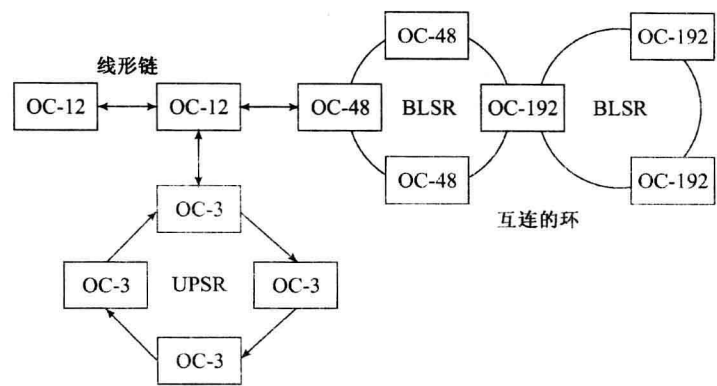 OC-48
OC-192
线形链
OC-12
OC-12
OC-48
BLSR
OC-192
BLSR
OC-48
OC-192
互连的环
OC-3
OC-3
UPSR
OC-3
OC-3